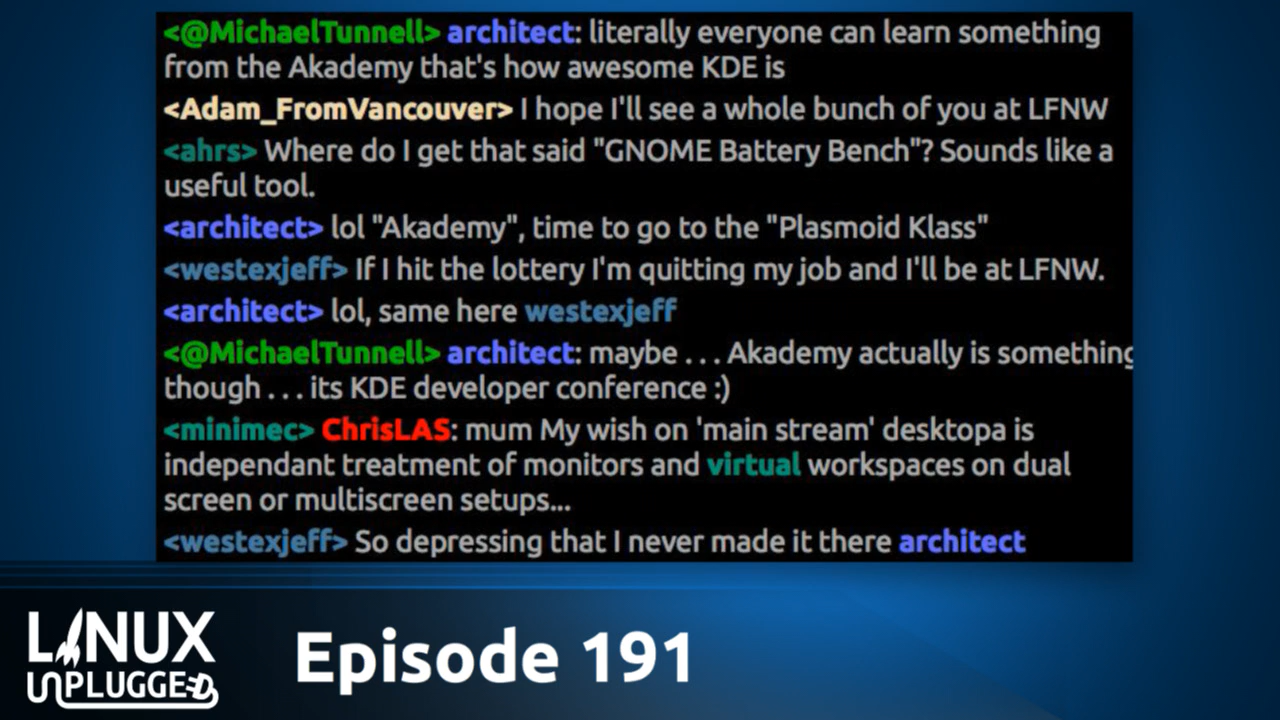 <@MichaelTunnell> architect: literally everyone can learn something
from the Akademy that's how awesome KDE is
<Adam_FromVancouver> I hope I'll see a whole bunch of you at LFNW
<ahrs> Where do I get that said "GNOME Battery Bench"? Sounds like a
useful tool.
<architect> lol "Akademy", time to go to the "Plasmoid Klass"
<westexjeff> If I hit the lottery I'm quitting my job and I'll be at LFNW.
<architect> lol, same here westexjeff
<@MichaelTunnell> architect: maybe . . . Akademy actually is something
though . . . its KDE developer conference :)
<minimec> ChrisLAS: mum My wish on 'main stream' desktopa is
independant treatment of monitors and virtual workspaces on dual
screen or multiscreen setups...
<westexjeff> So depressing that I never made it there architect
LINUX
UNPLUGGED
Episode 191